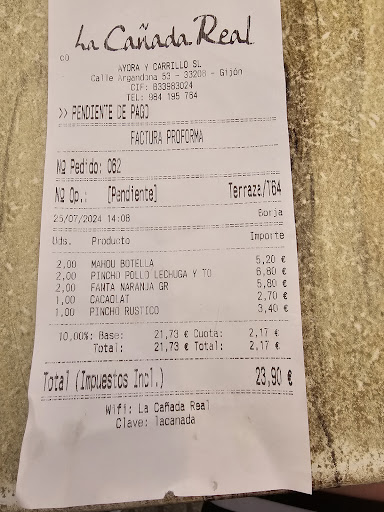 La Cañada Real
co
AYORA Y CARRILLO SL
Calle Argandona 53 - 33208 - Gijón
CIF: B33983024
TEL: 984 195 764
>> PENDIENTE DE PAGO
FACTURA PROFORMA
Nº Pedido: 062
Nº Op.: [Pendiente] Terraza/164
25/07/2024 14:08 Borja
Uds. Producto Importe
2,00 MAHOU BOTELLA 5,20 €
2,00 PINCHO POLLO LECHUGA Y TO 6,80 €
2,00 FANTA NARANJA GR 5,80 €
1,00 CACAOLAT 2,70 €
1,00 PINCHO RUSTICO 3,40 €
10,00%: Base: 21,73 € Cuota: 2,17 €
Total: 21,73 € Total: 2,17 €
Total (Impuestos Incl.) 23,90 €
Wifi: La Cañada Real
Clave: lacanada